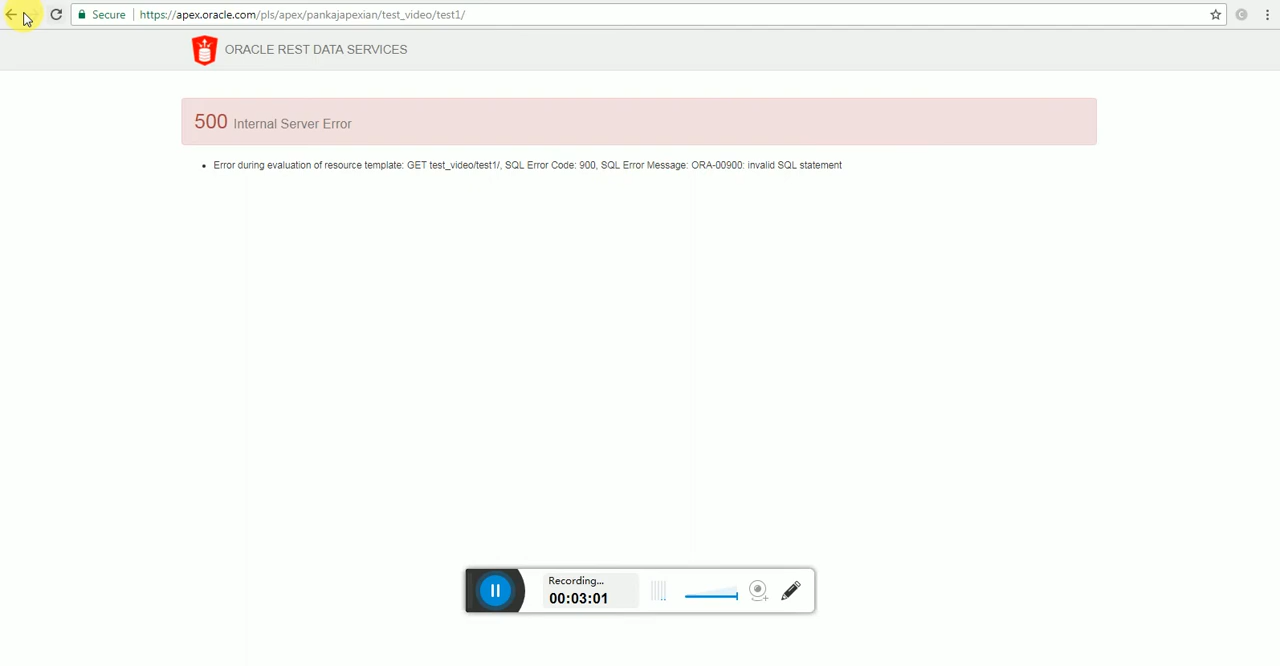 Secure https://apex.oracle.com/pls/apex/pankajapexian/test_video/test1/
ORACLE REST DATA SERVICES
500 Internal Server Error
Error during evaluation of resource template: GET test_video/test1/, SQL Error Code: 900, SQL Error Message: ORA-00900: invalid SQL statement
Recording...
00:03:01